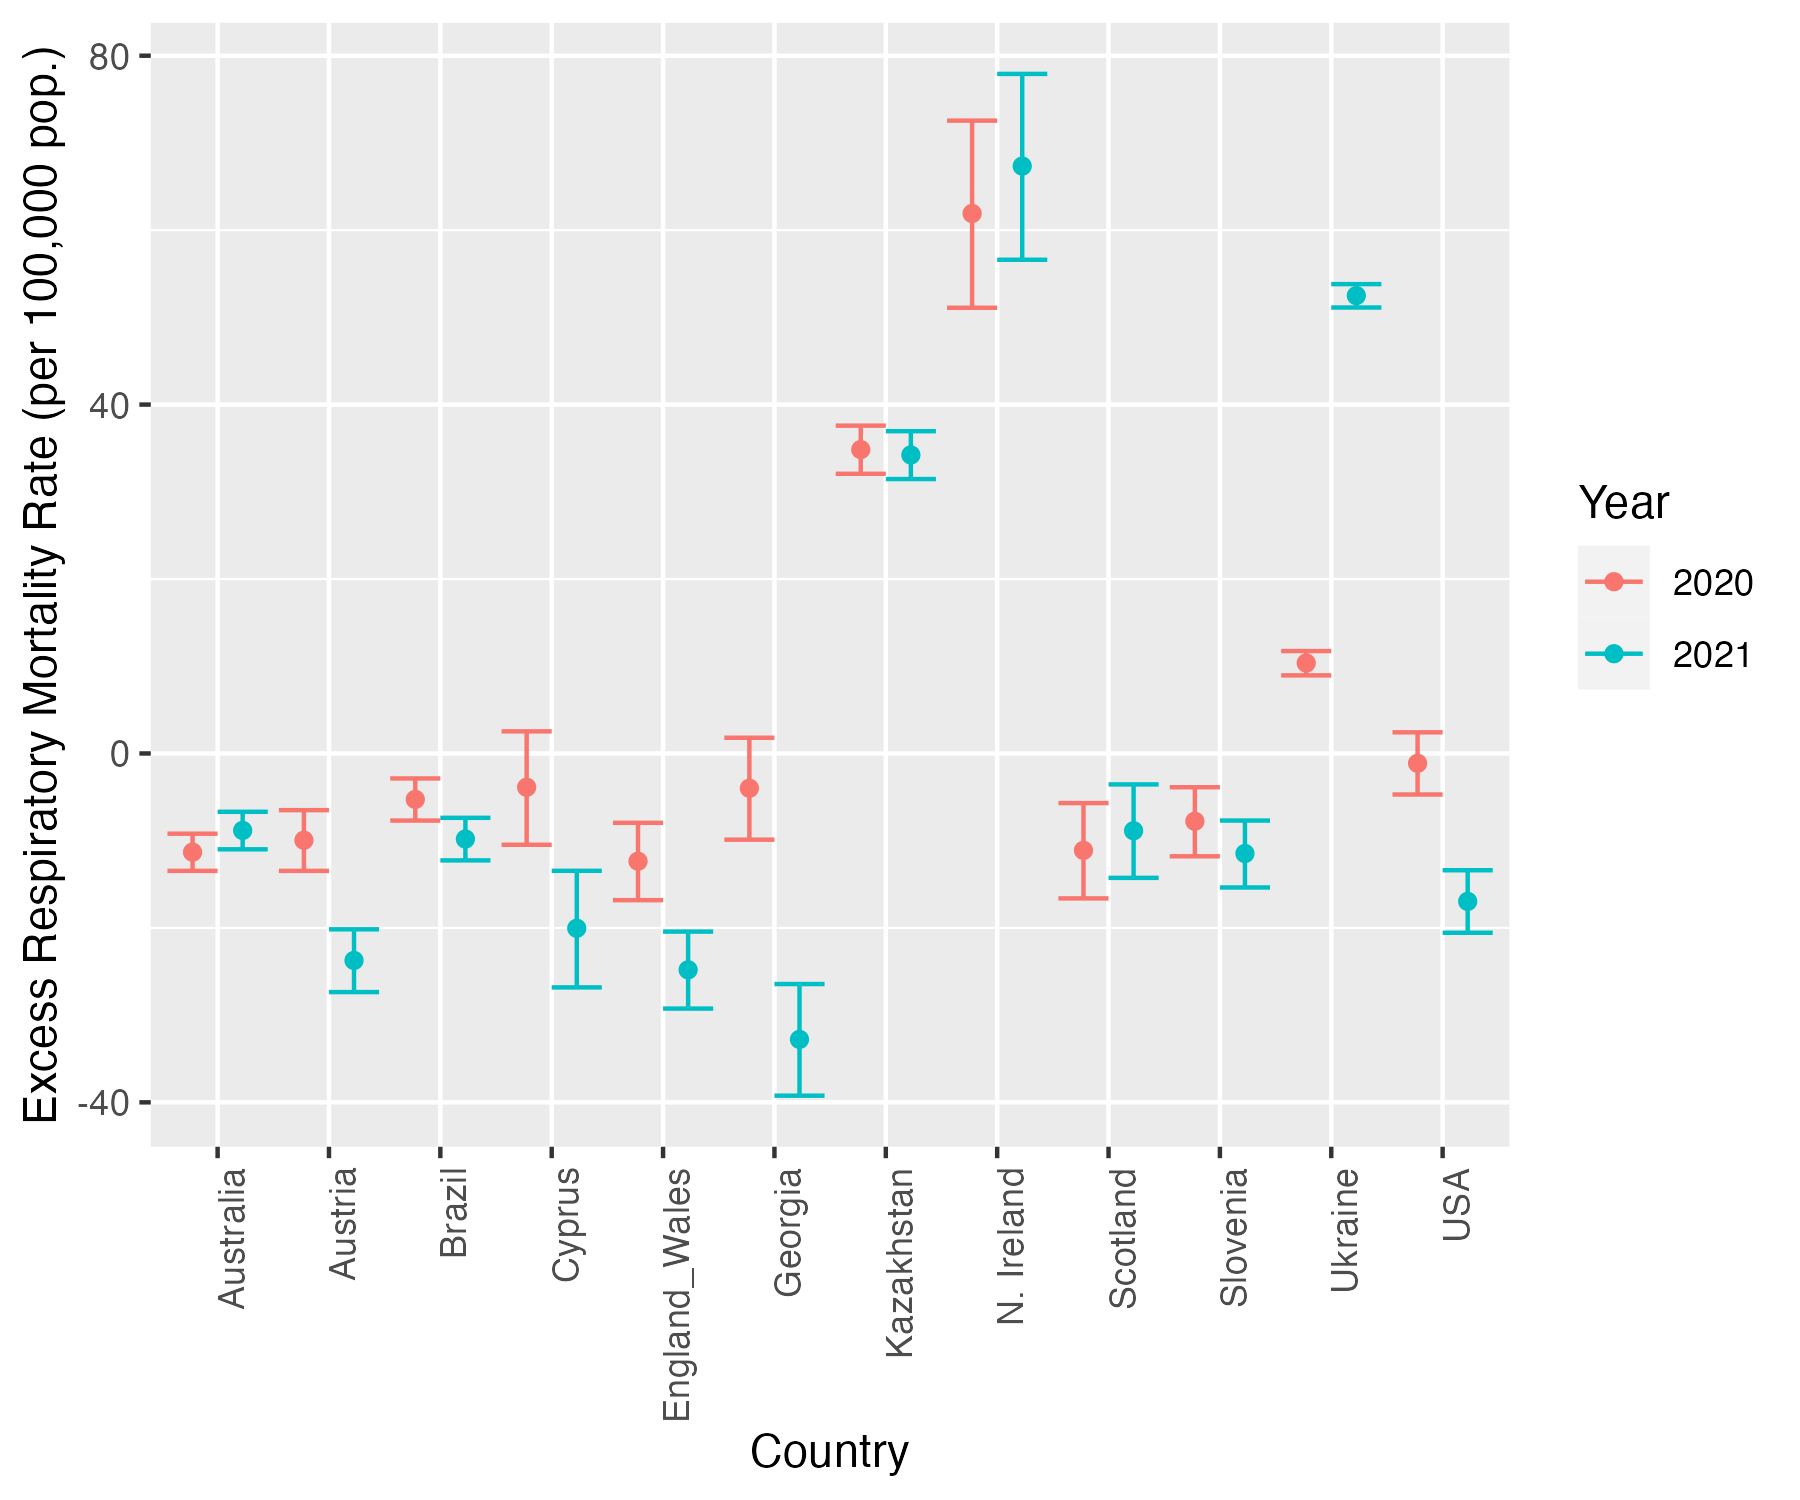 Excess Respiratory Mortality Rate (per 100,000 pop.)
80
40
0
-40
Australia
Austria
Brazil
Cyprus
England_Wales
Georgia
Kazakhstan
N. Ireland
Scotland
Slovenia
Ukraine
USA
Country
Year
2020
2021